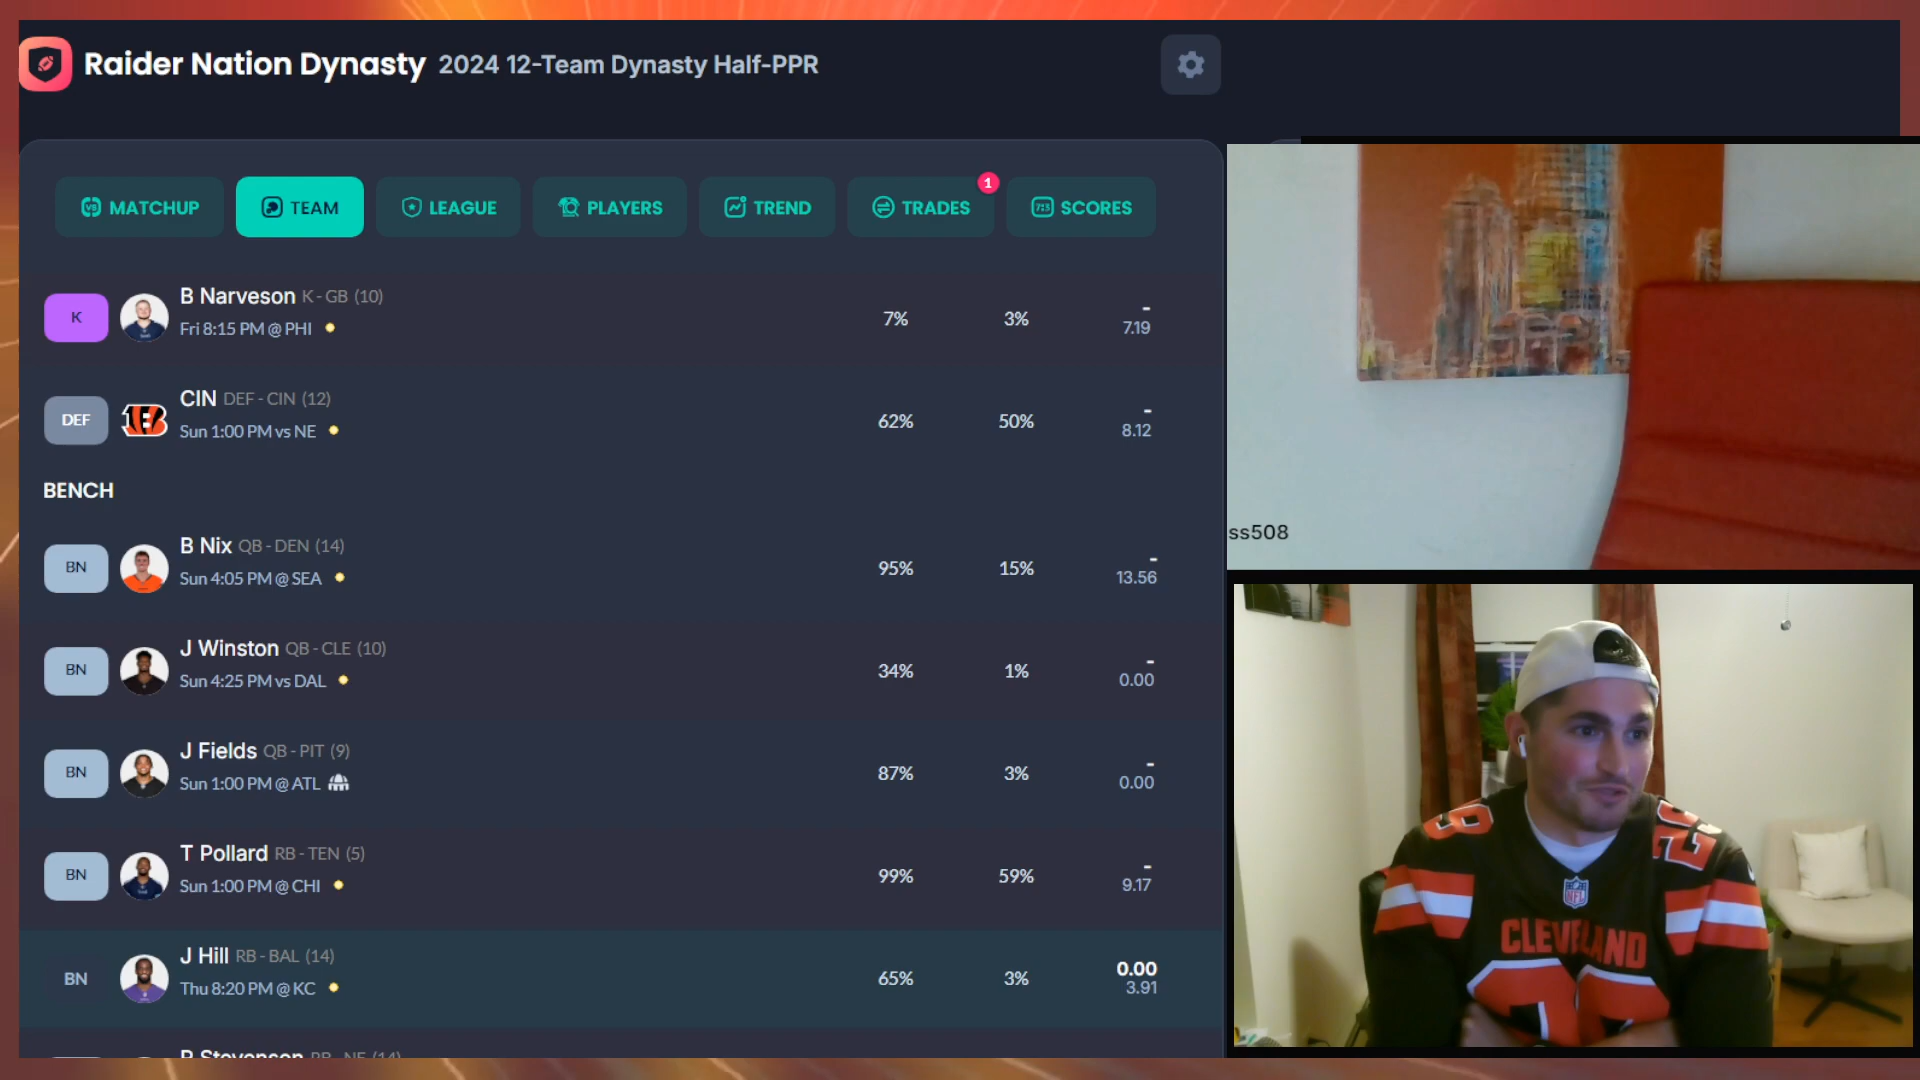 Raider Nation Dynasty 2024 12-Team Dynasty Half-PPR
MATCHUP TEAM LEAGUE PLAYERS TREND TRADES 1 SCORES
K B Narveson K - GB (10) 7% 3% -
Fri 8:15 PM @ PHI 7.19
DEF CIN DEF - CIN (12) 62% 50% -
Sun 1:00 PM vs NE 8.12
BENCH
BN B Nix QB - DEN (14) 95% 15% -
Sun 4:05 PM @ SEA 13.56
BN J Winston QB - CLE (10) 34% 1% -
Sun 4:25 PM vs DAL 0.00
BN J Fields QB - PIT (9) 87% 3% -
Sun 1:00 PM @ ATL 0.00
BN T Pollard RB - TEN (5) 99% 59% -
Sun 1:00 PM @ CHI 9.17
BN J Hill RB - BAL (14) 65% 3% 0.00
Thu 8:20 PM @ KC 3.91
R Stevenson RB - NE (14)
ss508
NFL
CLEVELAND